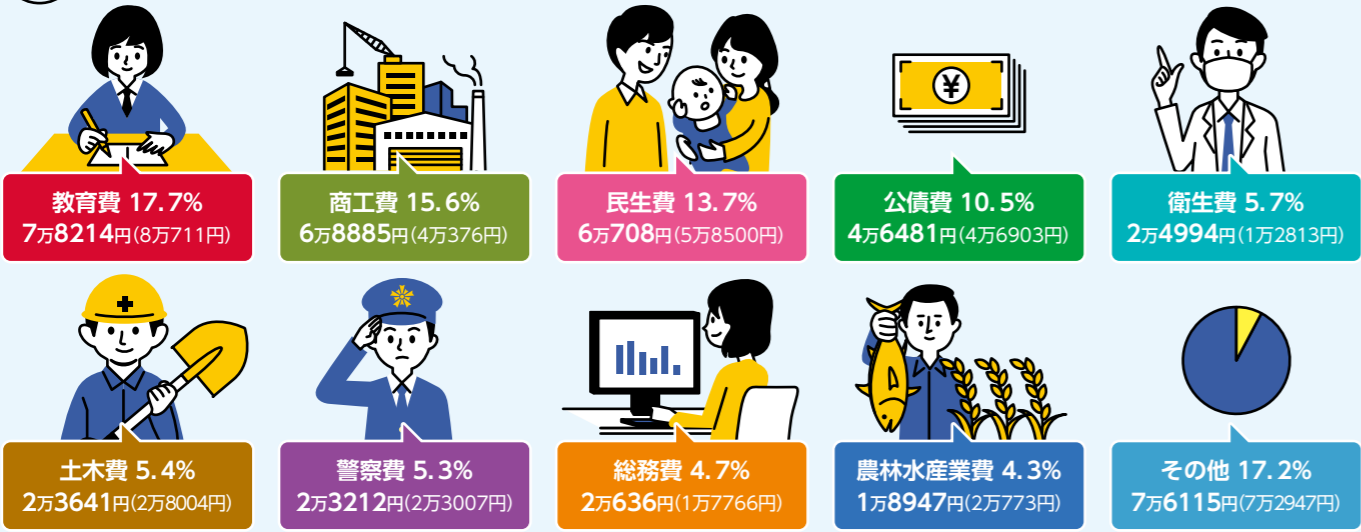 ¥
教育費 17.7%
7万8214円(8万711円)
商工費 15.6%
6万8885円(4万376円)
民生費 13.7%
6万708円(5万8500円)
公債費 10.5%
4万6481円(4万6903円)
衛生費 5.7%
2万4994円(1万2813円)
土木費 5.4%
2万3641円(2万8004円)
警察費 5.3%
2万3212円(2万3007円)
総務費 4.7%
2万636円(1万7766円)
農林水産業費 4.3%
1万8947円(2万773円)
その他 17.2%
7万6115円(7万2947円)